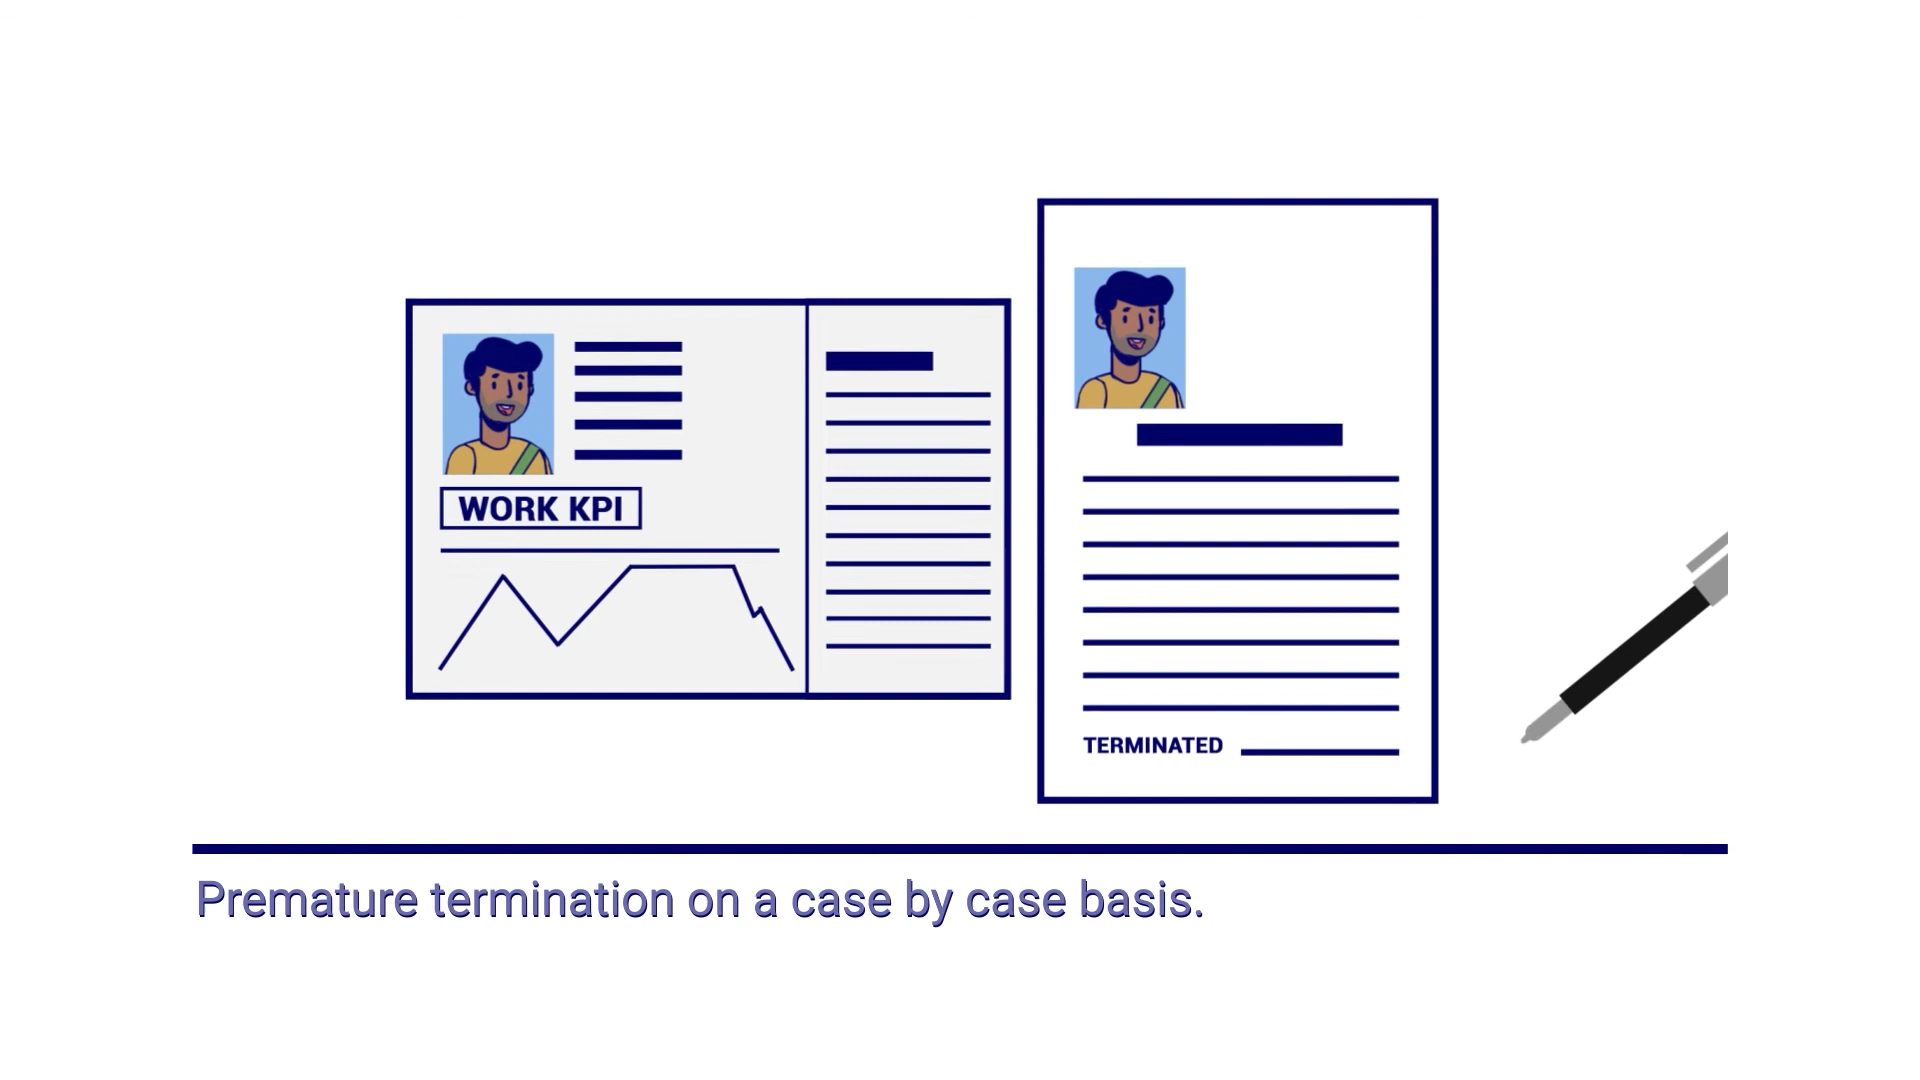 WORK KPI
TERMINATED
Premature termination on a case by case basis.